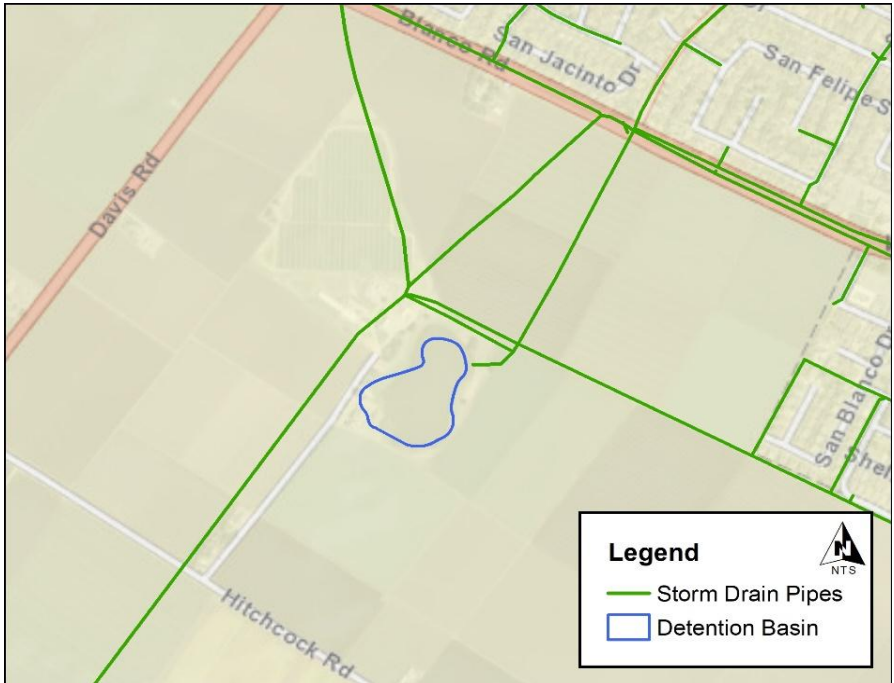 Blanco Rd
San Jacinto Dr
San Felipe S
Davis Rd
San Blanco D
Shel
Hitchcock Rd
Legend
N
NTS
Storm Drain Pipes
Detention Basin